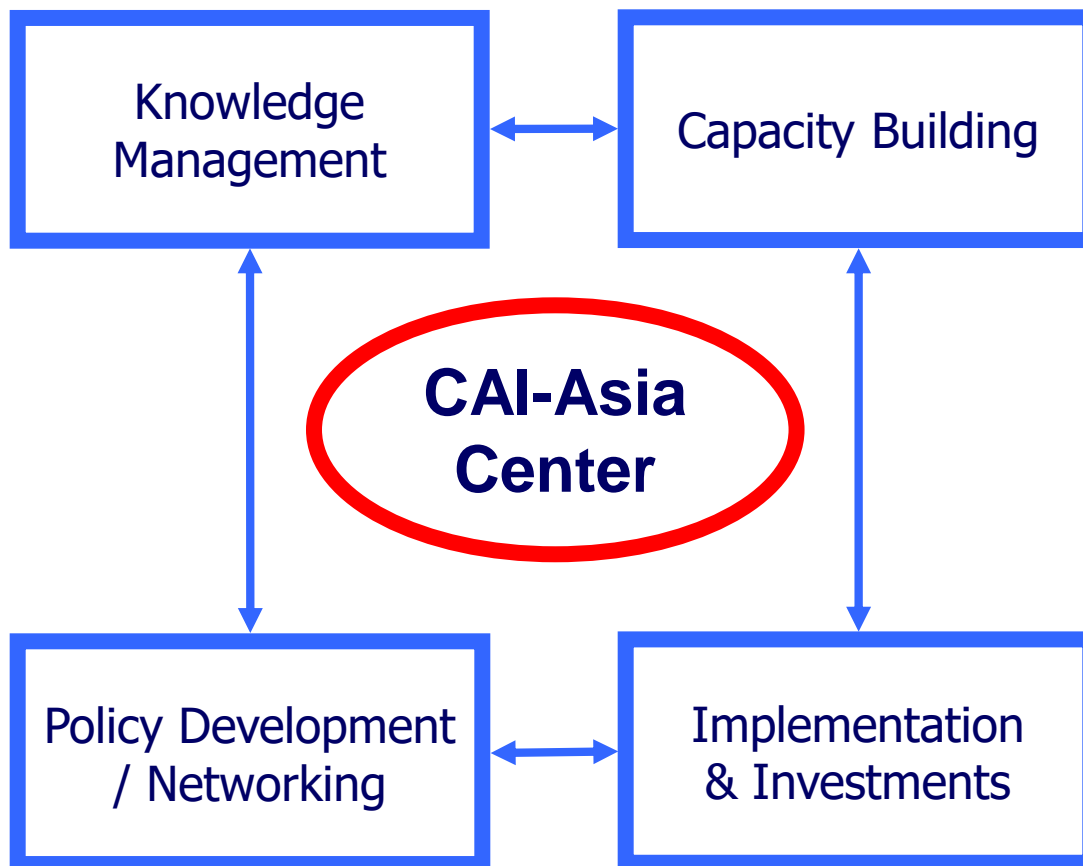 Knowledge
Management
Capacity Building
CAI-Asia
Center
Policy Development
/ Networking
Implementation
& Investments